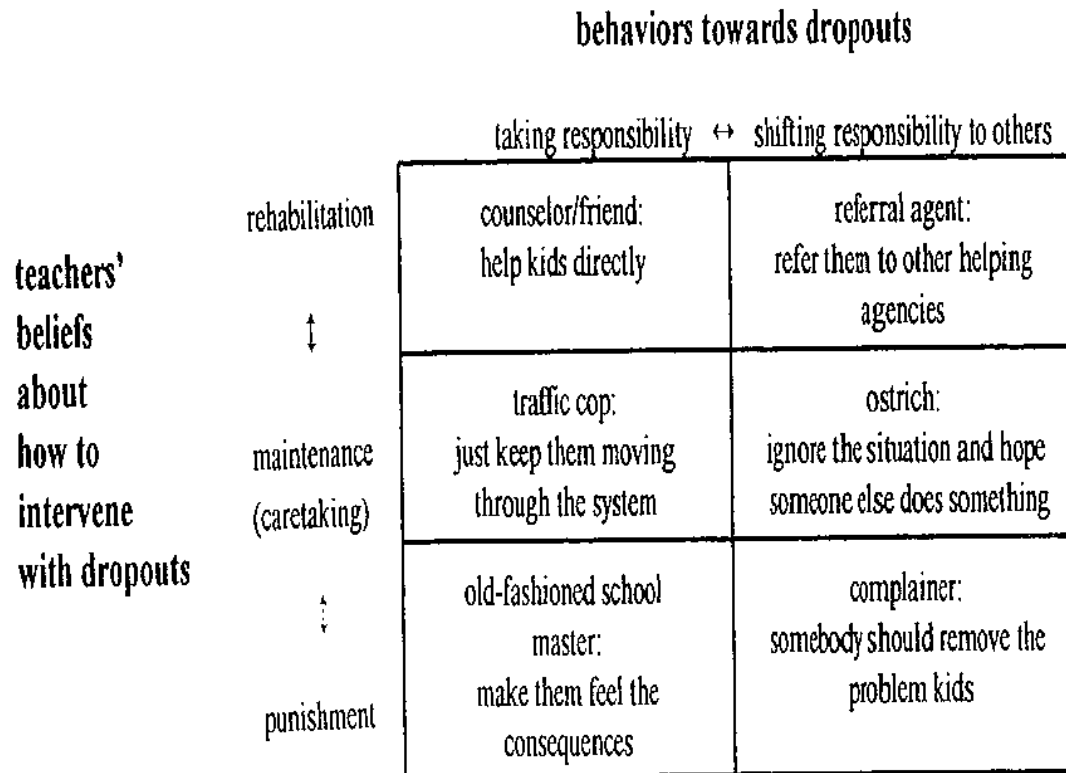 behaviors towards dropouts
taking responsibility ↔ shifting responsibility to others
teachers'
beliefs
about
how to
intervene
with dropouts
rehabilitation
↕
maintenance
(caretaking)
↕
punishment
counselor/friend:
help kids directly
referral agent:
refer them to other helping
agencies
traffic cop:
just keep them moving
through the system
ostrich:
ignore the situation and hope
someone else does something
old-fashioned school
master:
make them feel the
consequences
complainer:
somebody should remove the
problem kids